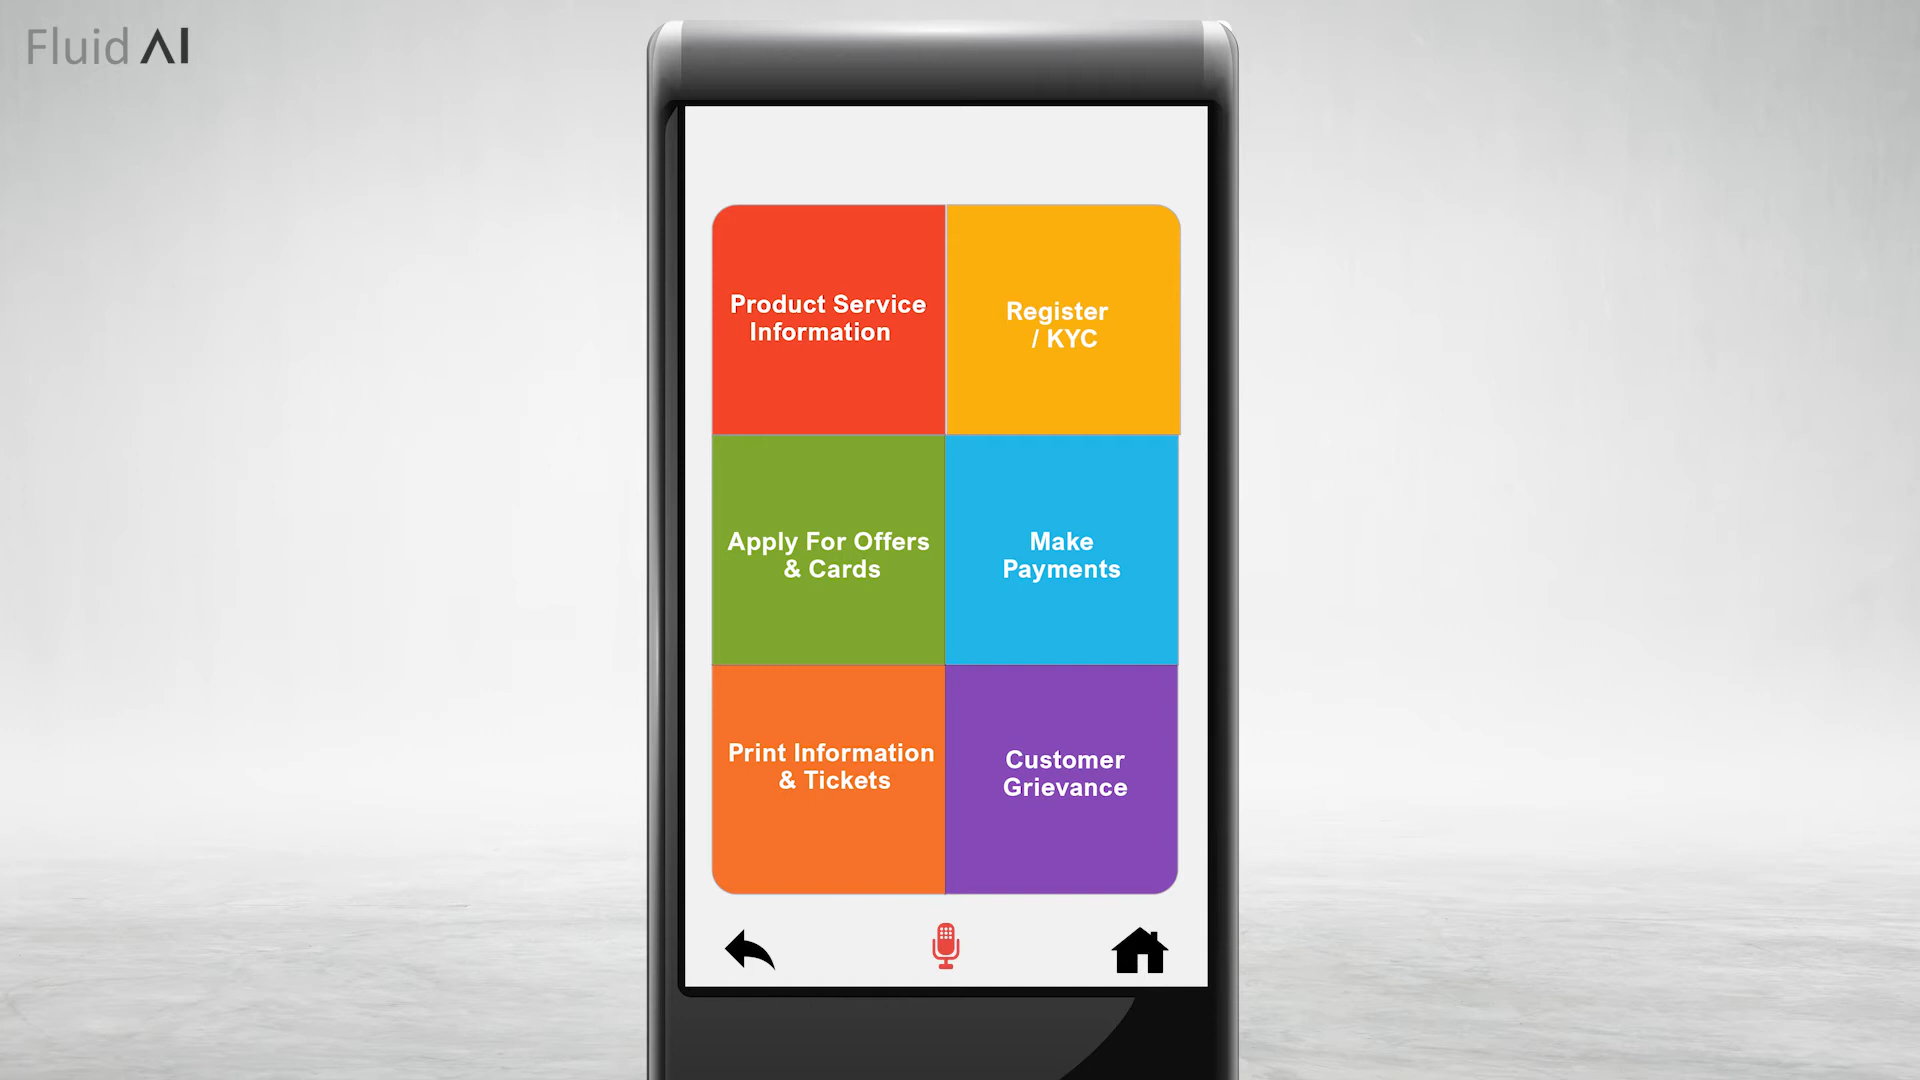 Fluid AI
Product Service
Information
Register
/ KYC
Apply For Offers
& Cards
Make
Payments
Print Information
& Tickets
Customer
Grievance